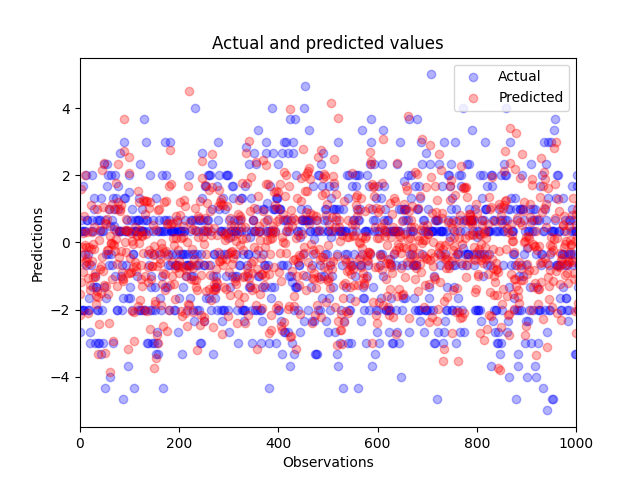 Actual and predicted values
Actual
Predicted
4
2
0
−2
−4
Predictions
0
200
400
600
800
1000
Observations